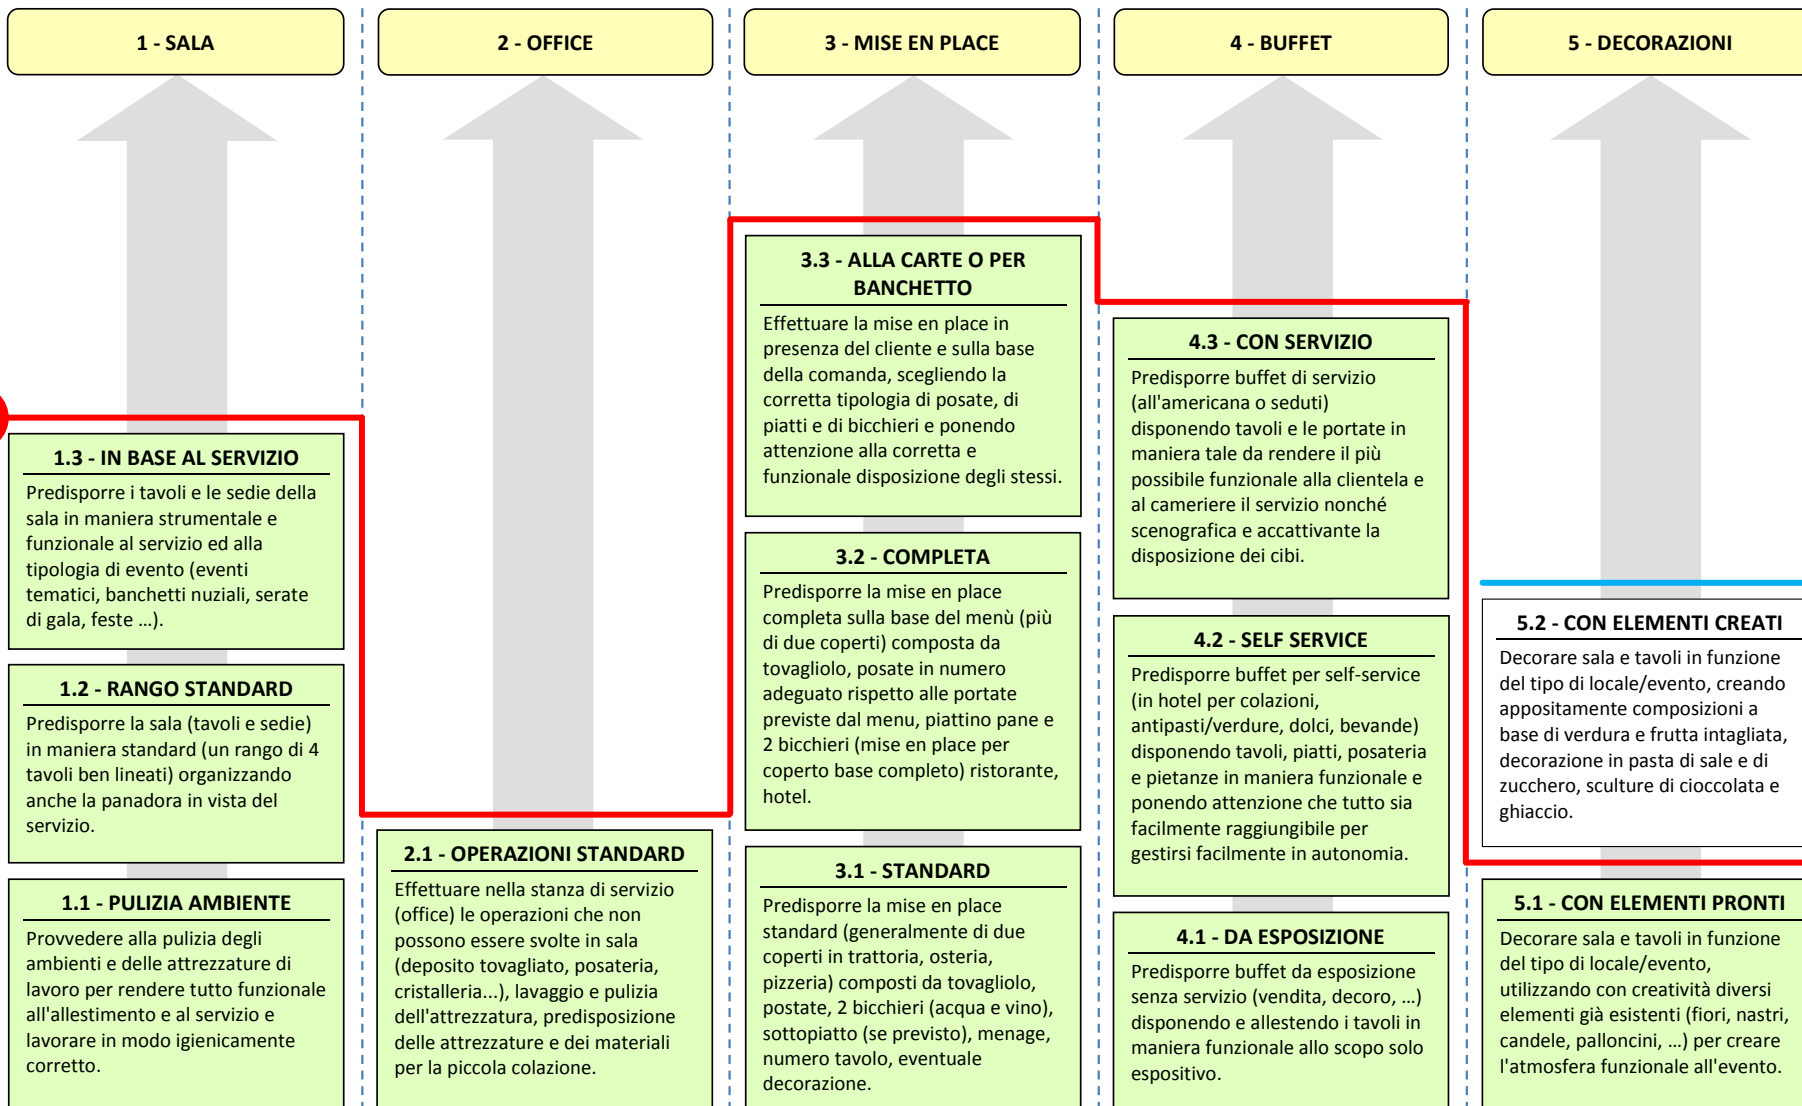 1 - SALA
2 - OFFICE
3 - MISE EN PLACE
4 - BUFFET
5 - DECORAZIONI
1.3 - IN BASE AL SERVIZIO
Predisporre i tavoli e le sedie della
sala in maniera strumentale e
funzionale al servizio ed alla
tipologia di evento (eventi
tematici, banchetti nuziali, serate
di gala, feste ...).
1.2 - RANGO STANDARD
Predisporre la sala (tavoli e sedie)
in maniera standard (un rango di 4
tavoli ben lineati) organizzando
anche la panadora in vista del
servizio.
1.1 - PULIZIA AMBIENTE
Provvedere alla pulizia degli
ambienti e delle attrezzature di
lavoro per rendere tutto funzionale
all'allestimento e al servizio e
lavorare in modo igienicamente
corretto.
2.1 - OPERAZIONI STANDARD
Effettuare nella stanza di servizio
(office) le operazioni che non
possono essere svolte in sala
(deposito tovagliato, posateria,
cristalleria...), lavaggio e pulizia
dell'attrezzatura, predisposizione
delle attrezzature e dei materiali
per la piccola colazione.
3.3 - ALLA CARTE O PER
BANCHETTO
Effettuare la mise en place in
presenza del cliente e sulla base
della comanda, scegliendo la
corretta tipologia di posate, di
piatti e di bicchieri e ponendo
attenzione alla corretta e
funzionale disposizione degli stessi.
3.2 - COMPLETA
Predisporre la mise en place
completa sulla base del menù (più
di due coperti) composta da
tovagliolo, posate in numero
adeguato rispetto alle portate
previste dal menu, piattino pane e
2 bicchieri (mise en place per
coperto base completo) ristorante,
hotel.
3.1 - STANDARD
Predisporre la mise en place
standard (generalmente di due
coperti in trattoria, osteria,
pizzeria) composti da tovagliolo,
postate, 2 bicchieri (acqua e vino),
sottopiatto (se previsto), menage,
numero tavolo, eventuale
decorazione.
4.3 - CON SERVIZIO
Predisporre buffet di servizio
(all'americana o seduti)
disponendo tavoli e le portate in
maniera tale da rendere il più
possibile funzionale alla clientela e
al cameriere il servizio nonché
scenografica e accattivante la
disposizione dei cibi.
4.2 - SELF SERVICE
Predisporre buffet per self-service
(in hotel per colazioni,
antipasti/verdure, dolci, bevande)
disponendo tavoli, piatti, posateria
e pietanze in maniera funzionale e
ponendo attenzione che tutto sia
facilmente raggiungibile per
gestirsi facilmente in autonomia.
4.1 - DA ESPOSIZIONE
Predisporre buffet da esposizione
senza servizio (vendita, decoro, ...)
disponendo e allestendo i tavoli in
maniera funzionale allo scopo solo
espositivo.
5.2 - CON ELEMENTI CREATI
Decorare sala e tavoli in funzione
del tipo di locale/evento, creando
appositamente composizioni a
base di verdura e frutta intagliata,
decorazione in pasta di sale e di
zucchero, sculture di cioccolata e
ghiaccio.
5.1 - CON ELEMENTI PRONTI
Decorare sala e tavoli in funzione
del tipo di locale/evento,
utilizzando con creatività diversi
elementi già esistenti (fiori, nastri,
candele, palloncini, ...) per creare
l'atmosfera funzionale all'evento.